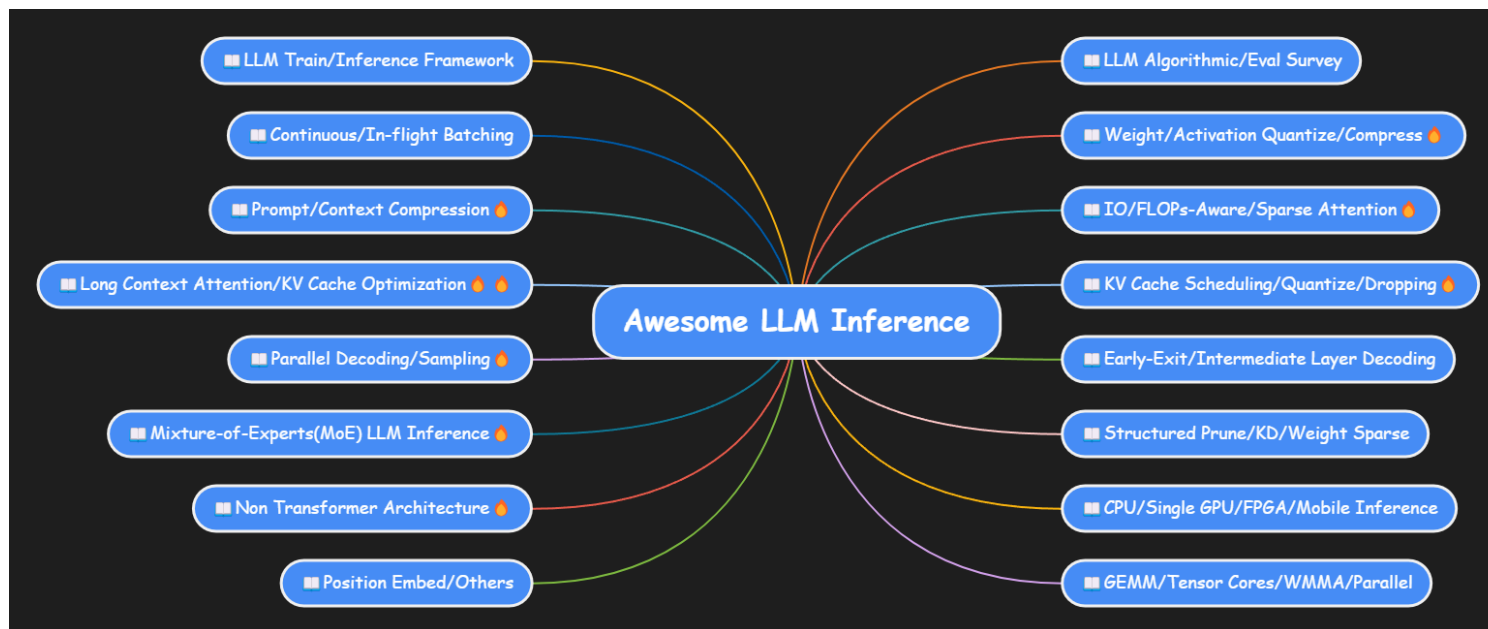 📖LLM Train/Inference Framework
📖Continuous/In-flight Batching
📖Prompt/Context Compression🔥
📖Long Context Attention/KV Cache Optimization🔥🔥
📖Parallel Decoding/Sampling🔥
📖Mixture-of-Experts(MoE) LLM Inference🔥
📖Non Transformer Architecture🔥
📖Position Embed/Others
Awesome LLM Inference
📖LLM Algorithmic/Eval Survey
📖Weight/Activation Quantize/Compress🔥
📖IO/FLOPs-Aware/Sparse Attention🔥
📖KV Cache Scheduling/Quantize/Dropping🔥
📖Early-Exit/Intermediate Layer Decoding
📖Structured Prune/KD/Weight Sparse
📖CPU/Single GPU/FPGA/Mobile Inference
📖GEMM/Tensor Cores/WMMA/Parallel